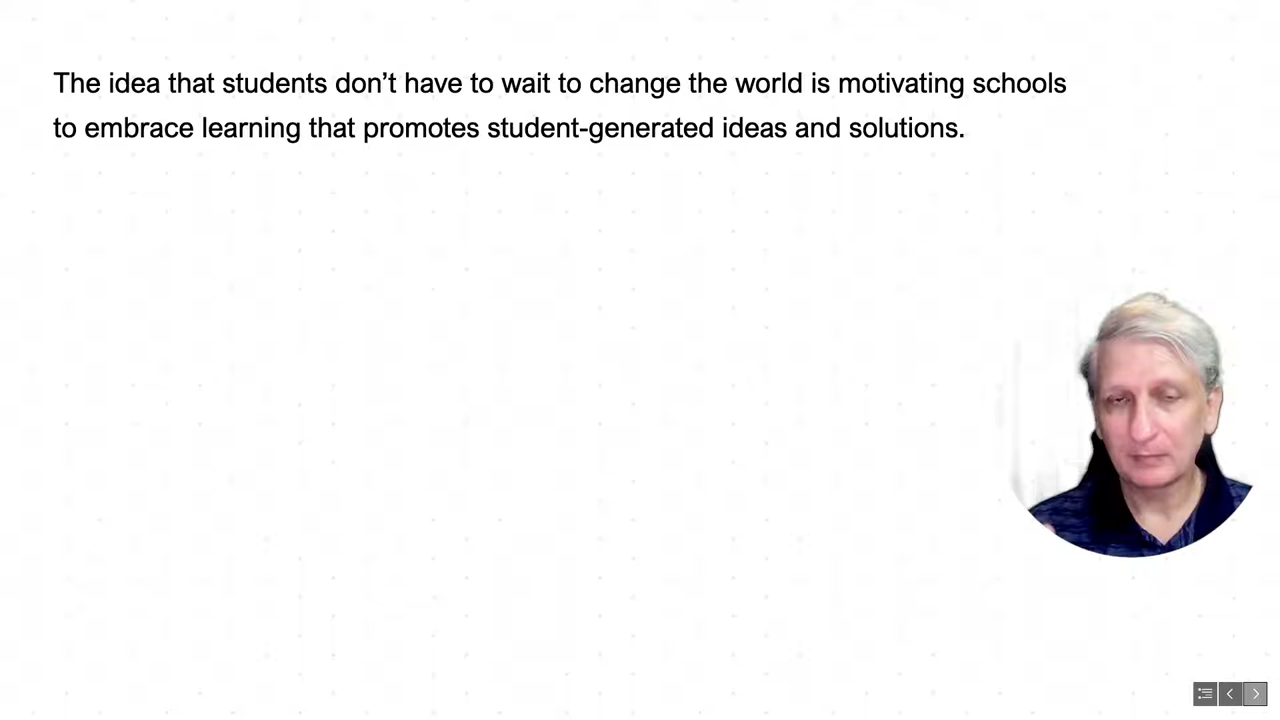 The idea that students don’t have to wait to change the world is motivating schools
to embrace learning that promotes student-generated ideas and solutions.